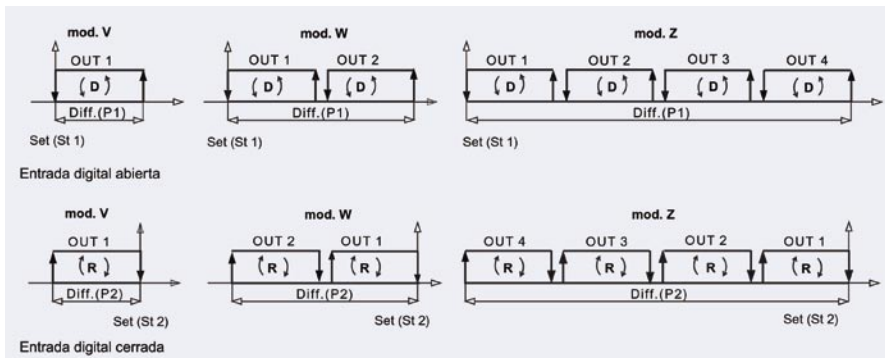 mod. V mod. W mod. Z
OUT 1 OUT 1 OUT 2 OUT 1 OUT 2 OUT 3 OUT 4
D D D D D D D
Diff.(P1) Diff.(P1) Diff.(P1)
Set (St 1) Set (St 1) Set (St 1)
Entrada digital abierta
mod. V mod. W mod. Z
OUT 1 OUT 2 OUT 1 OUT 4 OUT 3 OUT 2 OUT 1
R R R R R R R
Diff.(P2) Diff.(P2) Diff.(P2)
Set (St 2) Set (St 2) Set (St 2)
Entrada digital cerrada